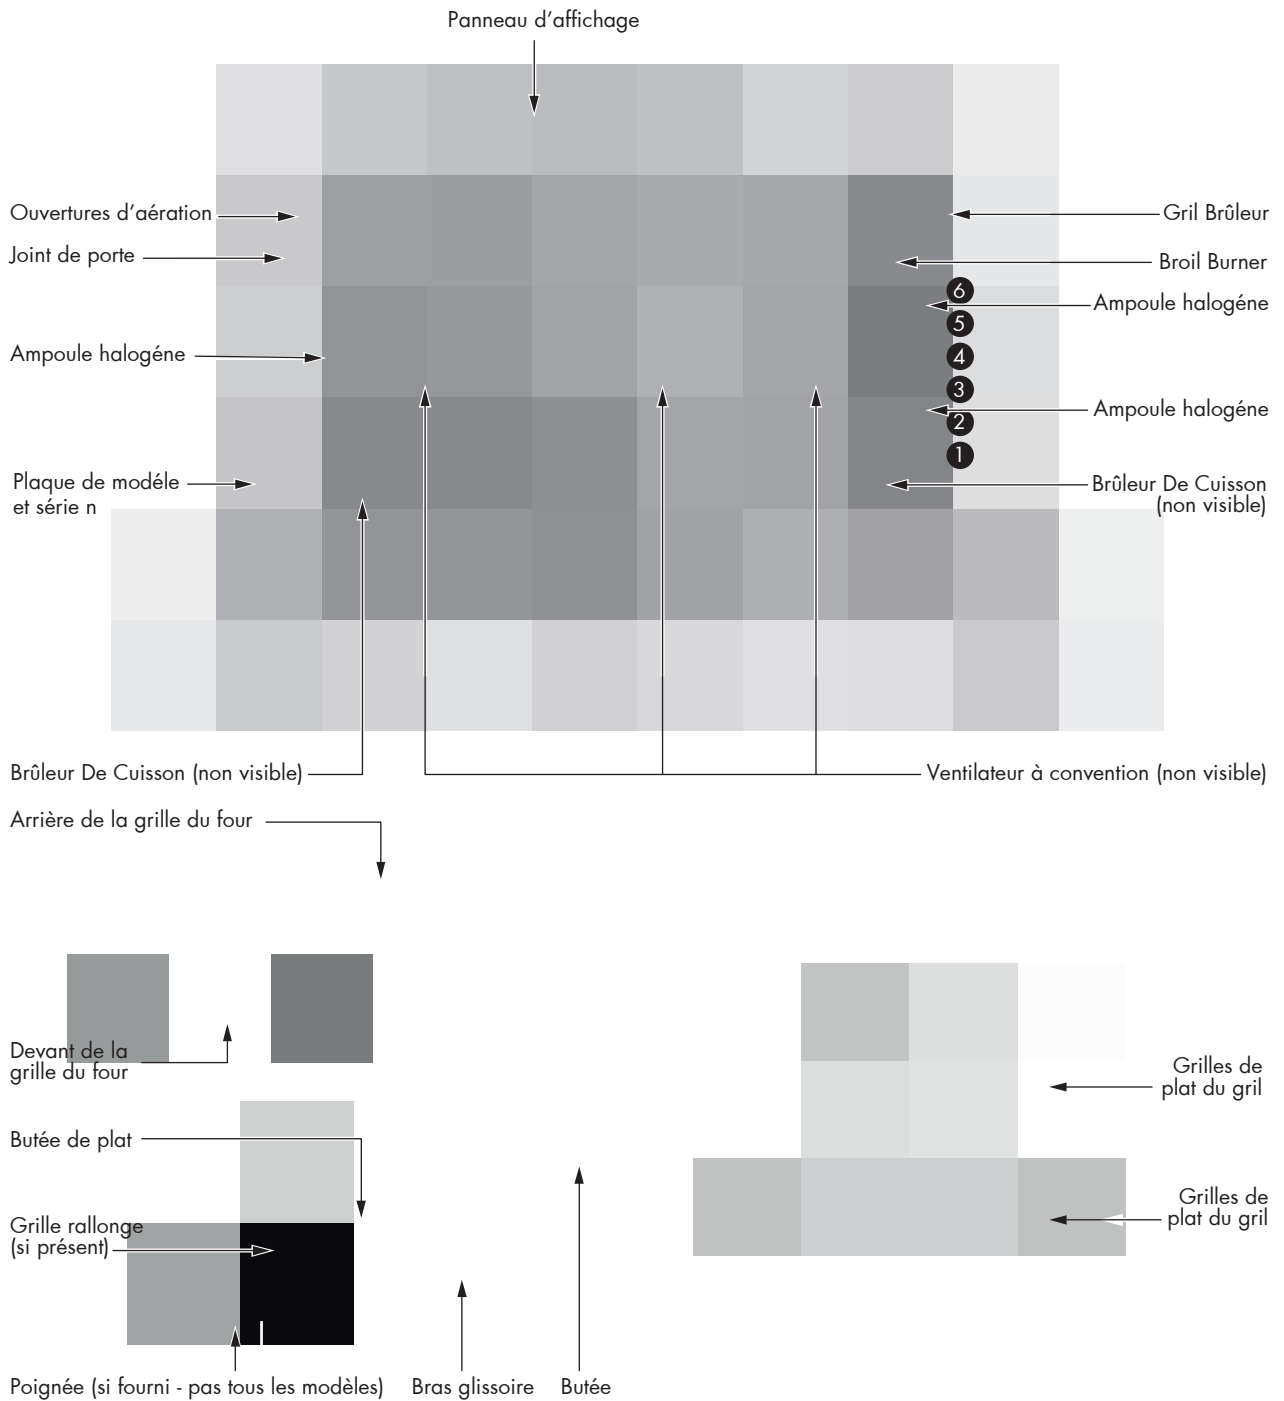 Panneau d'affichage
Ouvertures d'aération
Gril Brûleur
Joint de porte
Broil Burner
6
Ampoule halogéne
5
Ampoule halogéne
4
3
Ampoule halogéne
2
1
Plaque de modéle
et série n
Brûleur De Cuisson
(non visible)
Brûleur De Cuisson (non visible)
Ventilateur à convention (non visible)
Arrière de la grille du four
Devant de la
grille du four
Grilles de
plat du gril
Butée de plat
Grilles de
plat du gril
Grille rallonge
(si présent)
Poignée (si fourni - pas tous les modèles)
Bras glissoire
Butée